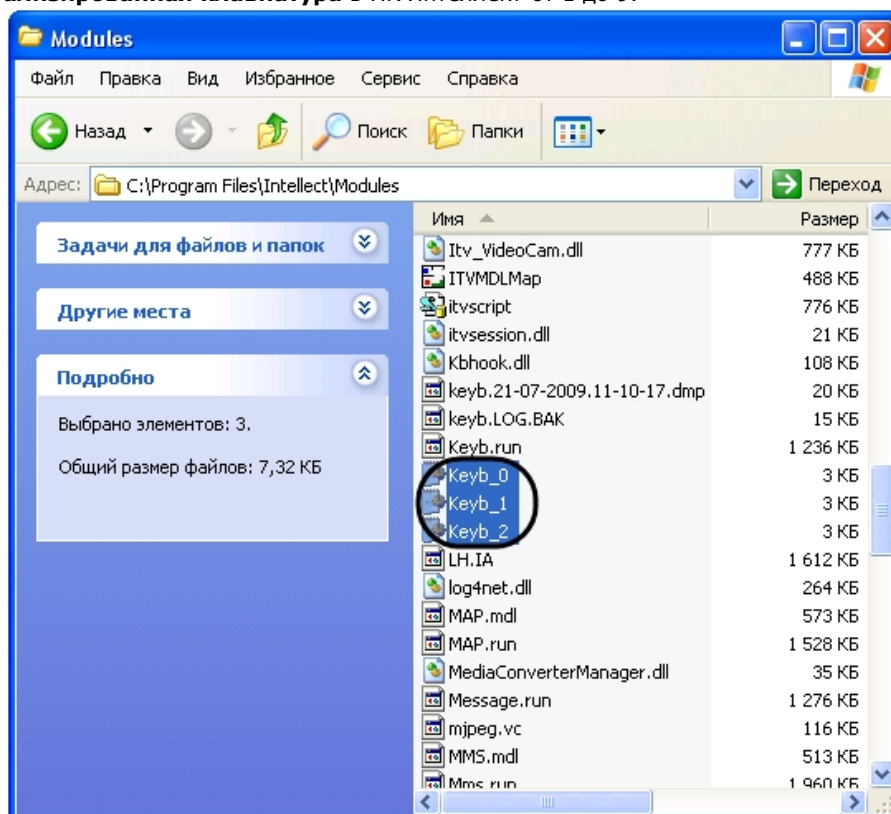 Modules
Файл Правка Вид Избранное Сервис Справка
Назад Поиск Папки
Адрес: C:\Program Files\Intellect\Modules Переход
Задачи для файлов и папок
Другие места
Подробно
Выбрано элементов: 3.
Общий размер файлов: 7,32 КБ
Имя Размер
Itv_VideoCam.dll 777 КБ
ITVMDLMap 488 КБ
itvscript 776 КБ
itvsession.dll 21 КБ
Kbhook.dll 108 КБ
keyb.21-07-2009.11-10-17.dmp 20 КБ
keyb.LOG.BAK 15 КБ
Keyb.run 1 236 КБ
Keyb_0 3 КБ
Keyb_1 3 КБ
Keyb_2 3 КБ
LH.IA 1 612 КБ
log4net.dll 264 КБ
MAP.mdl 573 КБ
MAP.run 1 528 КБ
MediaConverterManager.dll 35 КБ
Message.run 1 276 КБ
mjpeg.vc 116 КБ
MMS.mdl 513 КБ
Mms.run 1 960 КБ